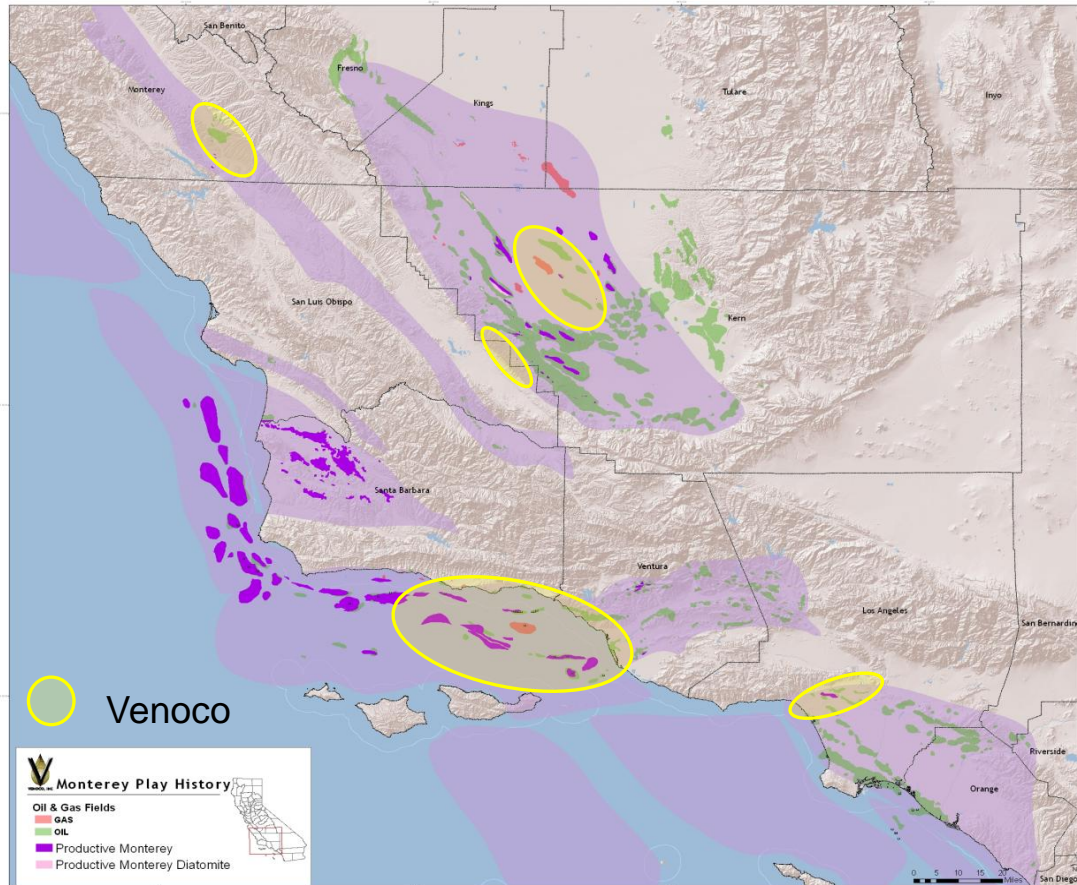 San Benito
Fresno
Monterey
Kings
Tulare
Inyo
San Luis Obispo
Kern
Santa Barbara
Ventura
Los Angeles
San Bernardino
Venoco
Riverside
Orange
San Diego
VENOCO, INC
Monterey Play History
Oil & Gas Fields
GAS
OIL
Productive Monterey
Productive Monterey Diatomite
0 5 10 15 20
Miles